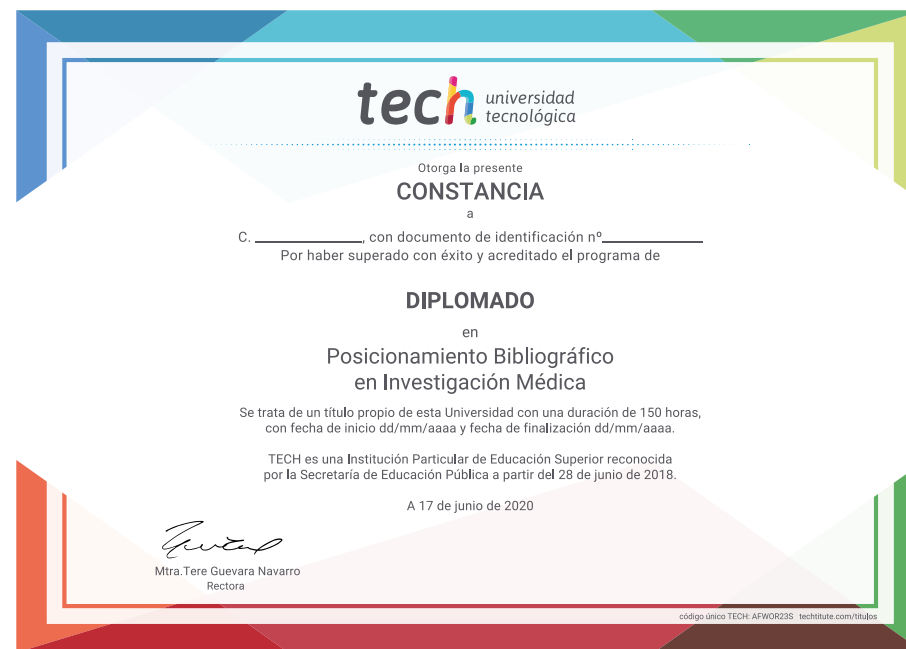 tech universidad
tecnológica
Otorga la presente
CONSTANCIA
a
C. ____________, con documento de identificación nº____________
Por haber superado con éxito y acreditado el programa de
DIPLOMADO
en
Posicionamiento Bibliográfico
en Investigación Médica
Se trata de un título propio de esta Universidad con una duración de 150 horas,
con fecha de inicio dd/mm/aaaa y fecha de finalización dd/mm/aaaa.
TECH es una Institución Particular de Educación Superior reconocida
por la Secretaría de Educación Pública a partir del 28 de junio de 2018.
A 17 de junio de 2020
Mtra.Tere Guevara Navarro
Rectora
código único TECH: AFWOR23S techtitute.com/titulos